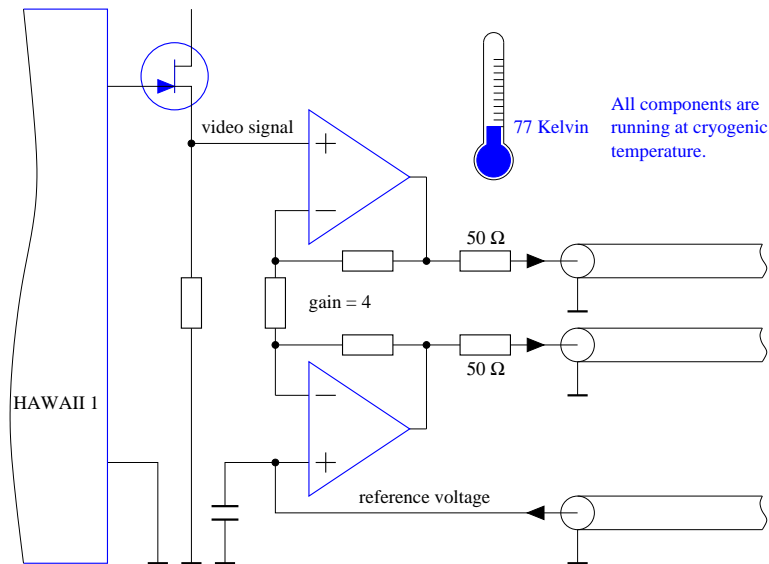 video signal
77 Kelvin
All components are
running at cryogenic
temperature.
50 Ω
gain = 4
50 Ω
HAWAII 1
reference voltage